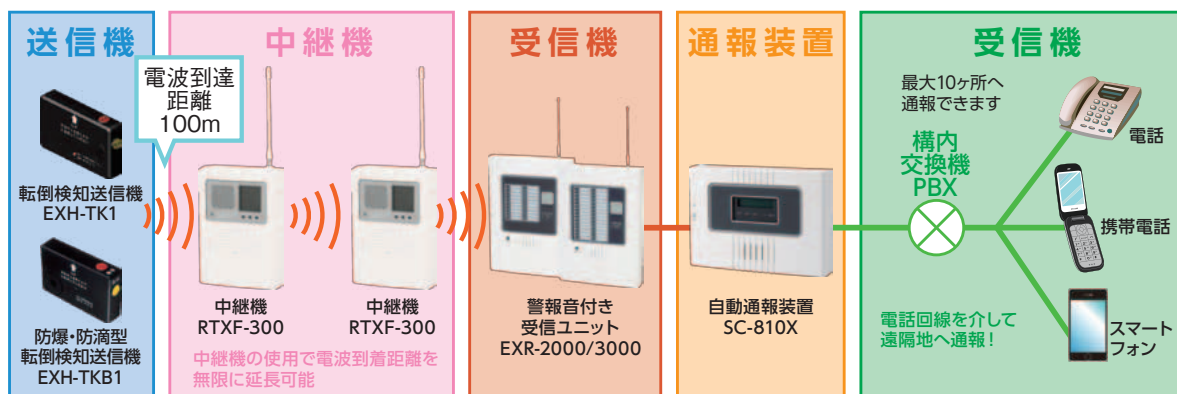 送信機
電波到達
距離
100m
転倒検知送信機
EXH-TK1
防爆・防滴型
転倒検知送信機
EXH-TKB1
中継機
中継機
RTXF-300
中継機
RTXF-300
中継機の使用で電波到着距離を
無限に延長可能
受信機
警報音付き
受信ユニット
EXR-2000/3000
通報装置
自動通報装置
SC-810X
受信機
最大10ヶ所へ
通報できます
構内
交換機
PBX
電話
携帯電話
スマート
フォン
電話回線を介して
遠隔地へ通報!